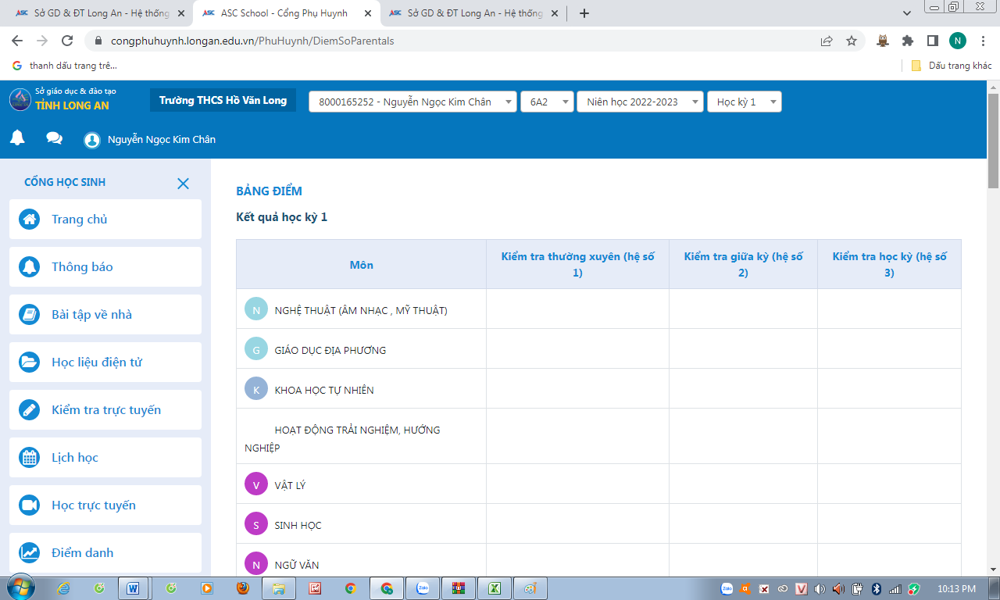 Sở GD & ĐT Long An - Hệ thống
ASC School - Cổng Phụ Huynh
Sở GD & ĐT Long An - Hệ thống
congphuhuynh.longan.edu.vn/PhuHuynh/DiemSoParentals
N
thanh dấu trang trê...
Dấu trang khác
Sở giáo dục & đào tạo
TỈNH LONG AN
Trường THCS Hồ Văn Long
8000165252 - Nguyễn Ngọc Kim Chân
6A2
Niên học 2022-2023
Học kỳ 1
Nguyễn Ngọc Kim Chân
CỔNG HỌC SINH
Trang chủ
Thông báo
Bài tập về nhà
Học liệu điện tử
Kiểm tra trực tuyến
Lịch học
Học trực tuyến
Điểm danh
BẢNG ĐIỂM
Kết quả học kỳ 1
Môn
Kiểm tra thường xuyên (hệ số
1)
Kiểm tra giữa kỳ (hệ số
2)
Kiểm tra học kỳ (hệ số
3)
N NGHỆ THUẬT (ÂM NHẠC , MỸ THUẬT)
G GIÁO DỤC ĐỊA PHƯƠNG
K KHOA HỌC TỰ NHIÊN
HOẠT ĐỘNG TRẢI NGHIỆM, HƯỚNG
NGHIỆP
V VẬT LÝ
S SINH HỌC
N NGỮ VĂN
10:13 PM